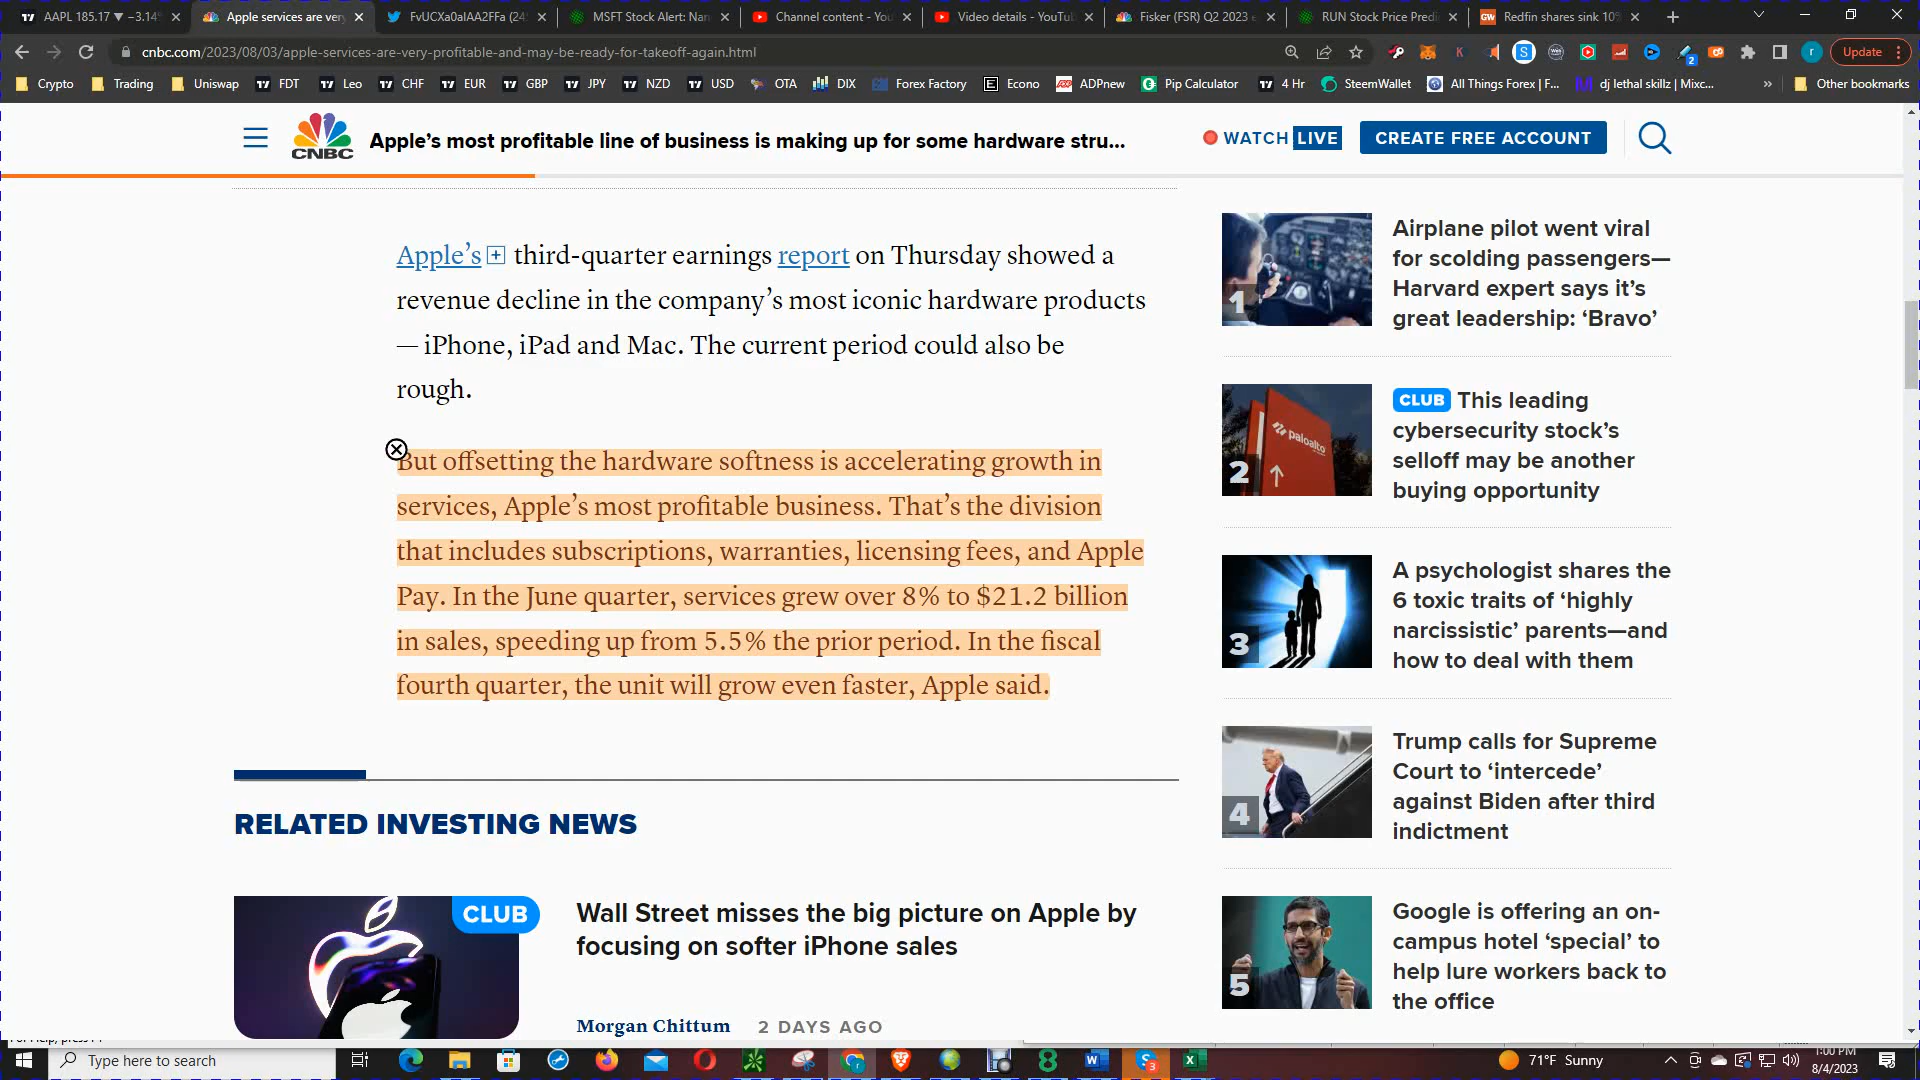 AAPL 185.17 ▼ −3.14%
Apple services are very
FvUCXa0aIAA2FFa (24
MSFT Stock Alert: Nan
Channel content - You
Video details - YouTub
Fisker (FSR) Q2 2023 e
RUN Stock Price Predi
GW Redfin shares sink 10%
cnbc.com/2023/08/03/apple-services-are-very-profitable-and-may-be-ready-for-takeoff-again.html
K S 2 r Update
Crypto Trading Uniswap FDT Leo CHF EUR GBP JPY NZD USD OTA DIX Forex Factory Econo ADPnew Pip Calculator 4 Hr SteemWallet All Things Forex | F... dj lethal skillz | Mixc... » Other bookmarks
CNBC
Apple’s most profitable line of business is making up for some hardware stru...
WATCH LIVE
CREATE FREE ACCOUNT
Apple’s third-quarter earnings report on Thursday showed a
revenue decline in the company’s most iconic hardware products
— iPhone, iPad and Mac. The current period could also be
rough.
But offsetting the hardware softness is accelerating growth in
services, Apple’s most profitable business. That’s the division
that includes subscriptions, warranties, licensing fees, and Apple
Pay. In the June quarter, services grew over 8% to $21.2 billion
in sales, speeding up from 5.5% the prior period. In the fiscal
fourth quarter, the unit will grow even faster, Apple said.
RELATED INVESTING NEWS
CLUB
Wall Street misses the big picture on Apple by
focusing on softer iPhone sales
Morgan Chittum 2 DAYS AGO
1
Airplane pilot went viral
for scolding passengers—
Harvard expert says it’s
great leadership: ‘Bravo’
paloalto
2
CLUB This leading
cybersecurity stock’s
selloff may be another
buying opportunity
3
A psychologist shares the
6 toxic traits of ‘highly
narcissistic’ parents—and
how to deal with them
4
Trump calls for Supreme
Court to ‘intercede’
against Biden after third
indictment
5
Google is offering an on-
campus hotel ‘special’ to
help lure workers back to
the office
Type here to search
71°F Sunny
1:00 PM
8/4/2023